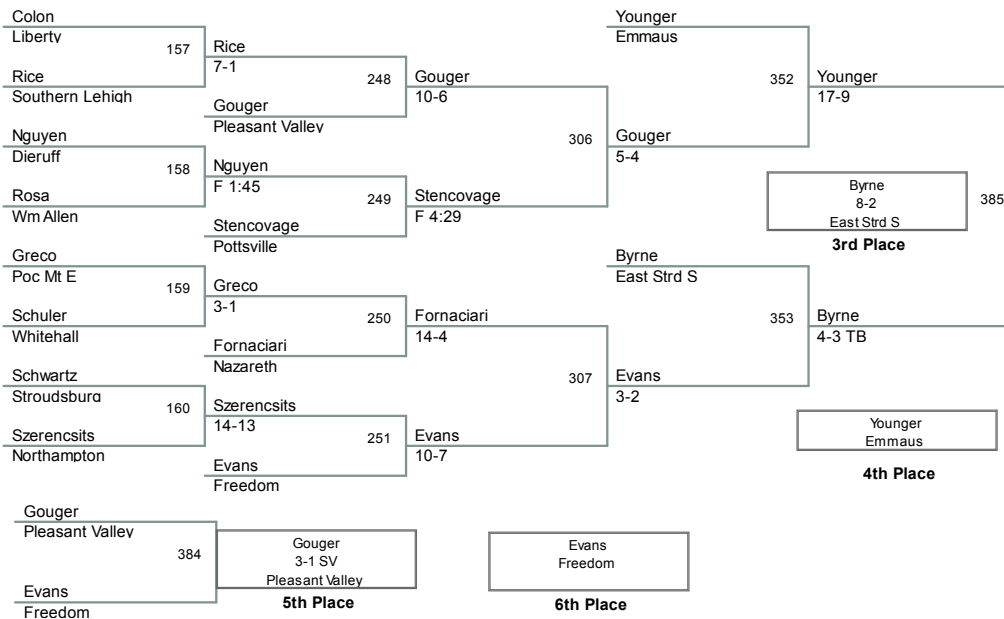 Colon
Liberty
157
Rice
Southern Lehigh
Rice
7-1
248
Gouger
Pleasant Valley
Gouger
10-6
Nguyen
Dieruff
158
Rosa
Wm Allen
Nguyen
F 1:45
249
Stencovage
Pottsville
Stencovage
F 4:29
306
Gouger
5-4
Younger
Emmaus
352
Younger
17-9
Greco
Poc Mt E
159
Schuler
Whitehall
Greco
3-1
250
Fornaciari
Nazareth
Fornaciari
14-4
Schwartz
Stroudsburg
160
Szerencsits
Northampton
Szerencsits
14-13
251
Evans
Freedom
Evans
10-7
307
Evans
3-2
Byrne
East Strd S
353
Byrne
4-3 TB
Byrne
8-2
East Strd S
385
3rd Place
Younger
Emmaus
4th Place
Gouger
Pleasant Valley
384
Evans
Freedom
Gouger
3-1 SV
Pleasant Valley
5th Place
Evans
Freedom
6th Place